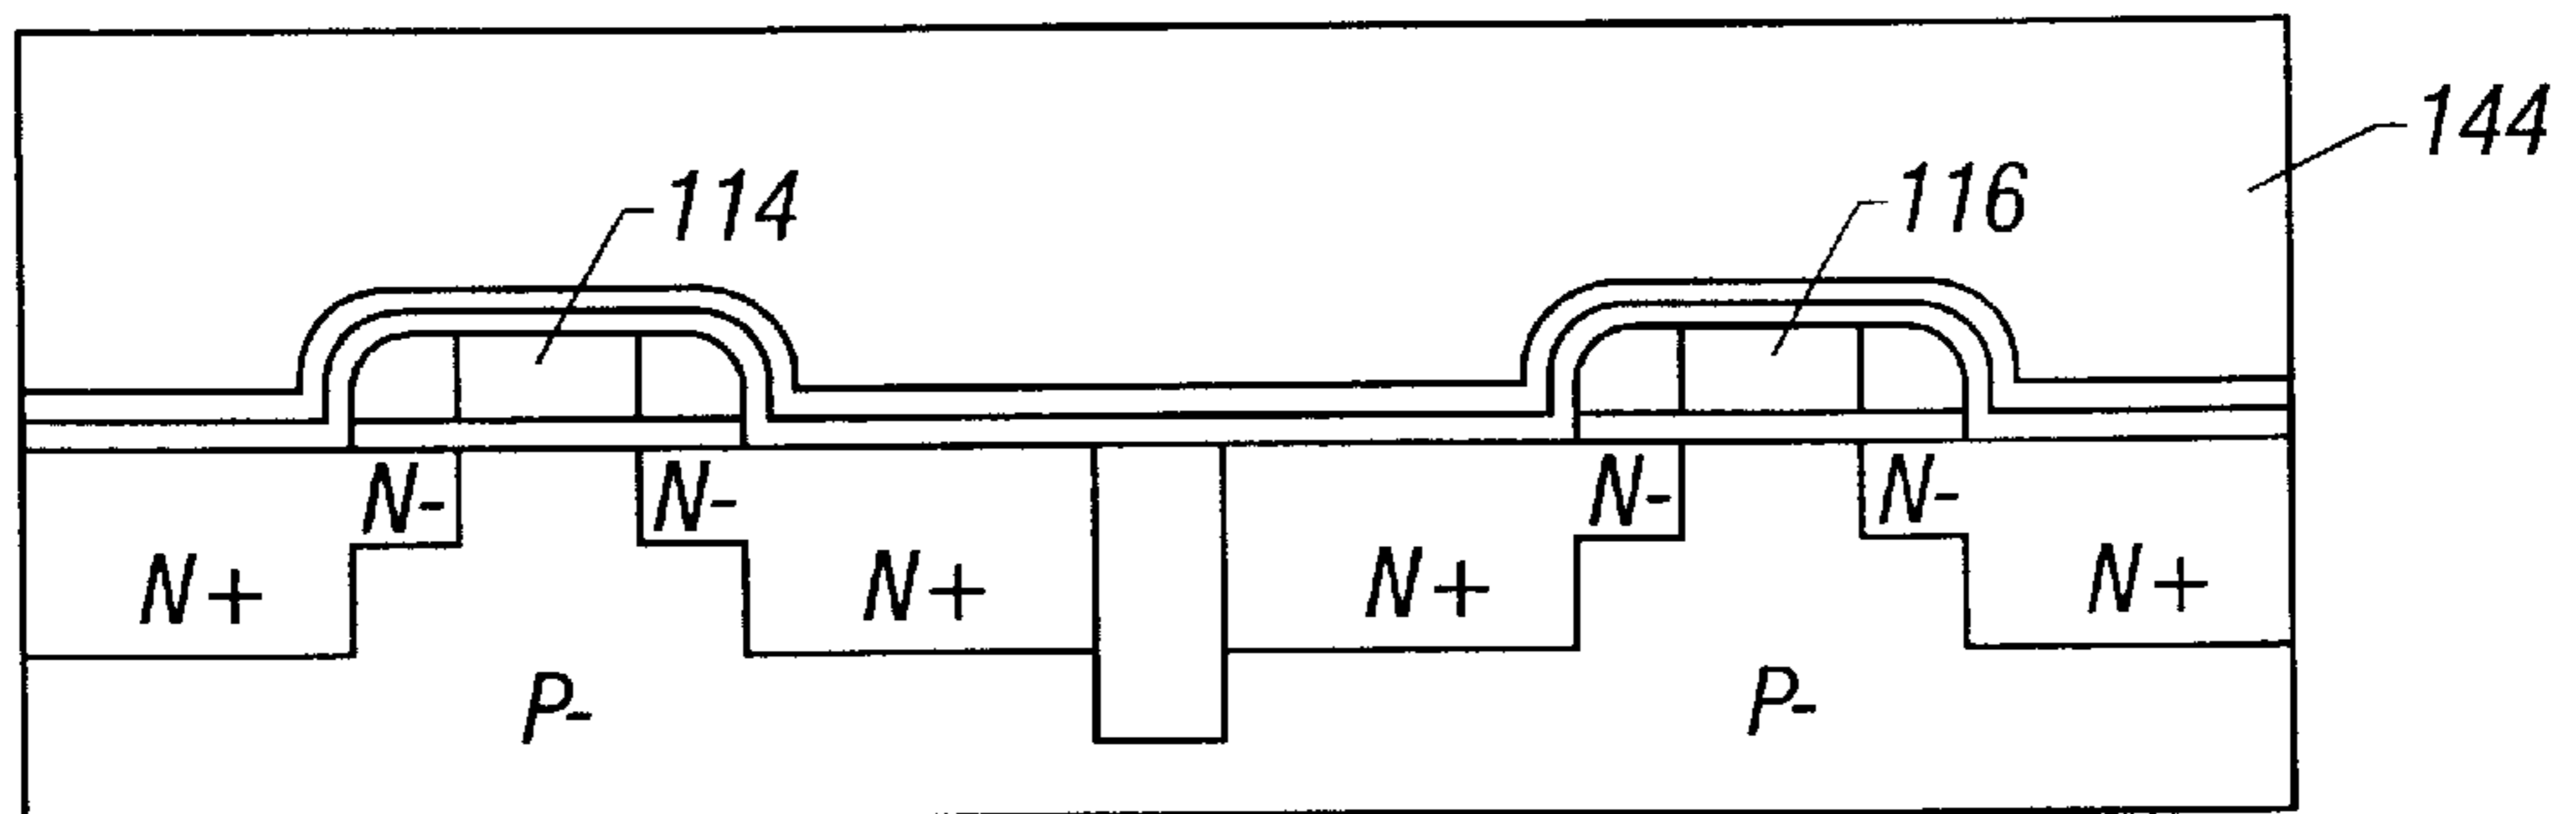 144
114
116
N- N- N- N-
N+ N+ N+ N+
P- P-